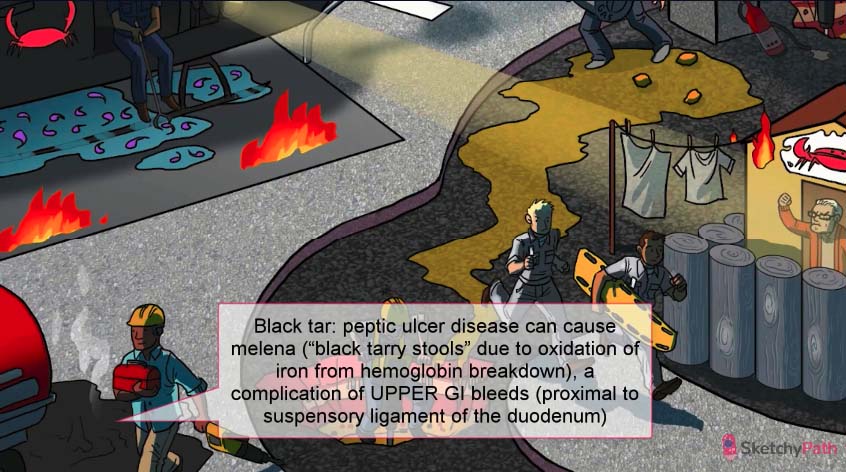 Black tar: peptic ulcer disease can cause
melena (“black tarry stools” due to oxidation of
iron from hemoglobin breakdown), a
complication of UPPER GI bleeds (proximal to
suspensory ligament of the duodenum)
SketchyPath